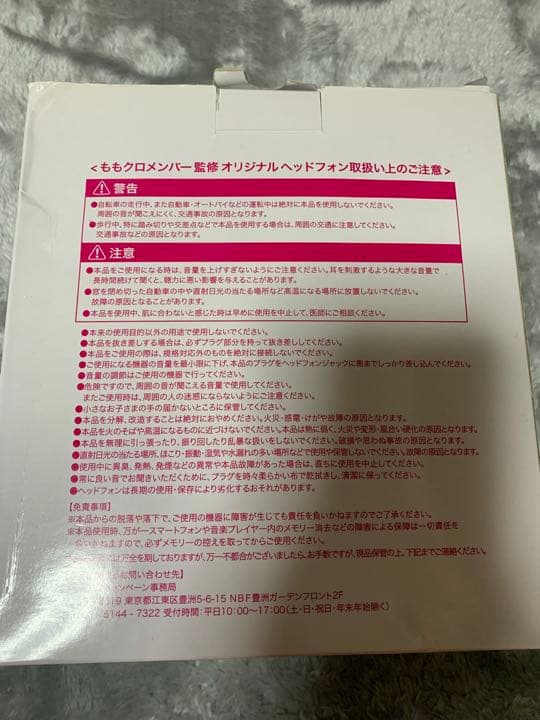 <ももクロメンバー 監修 オリジナル ヘッドフォン取扱い上のご注意>
警告
●自転車の走行中、また自動車・オートバイなどの運転中は絶対に本品を使用しないでください。
周囲の音が聞こえにくく、交通事故の原因となります。
●歩行中、特に踏み切りや交差点などで本品を使用する場合は、周囲の交通に注意してください。
交通事故などの原因となります。
注意
●本品をご使用になる時は、音量を上げすぎないようにご注意ください。耳を刺激するような大きな音量で
長時間続けて聞くと、聴力に悪い影響を与えることがあります。
●窓を閉め切った自動車の中や直射日光の当たる場所など高温になる場所に放置しないでください。
故障の原因となることがあります。
●本品を使用中、肌に合わないと感じた時は早めに使用を中止して、医師にご相談ください。
●本来の使用目的以外の用途で使用しないでください。
●本品を抜き差しする場合は、必ずプラグ部分を持って抜き差ししてください。
●本品をご使用の際は、規格対応外のものを絶対に接続しないでください。
●ご使用になる機器の音量を最小限に下げ、本品のプラグをヘッドフォンジャックに奥までしっかり差し込んでください。
●音量の調節はご使用の機器で行ってください。
●危険ですので、周囲の音が聞こえる音量で使用してください。
またご使用時は、周囲の人の迷惑にならないようにご注意ください。
●小さなお子さまの手の届かないところに保管してください。
●本品を分解、改造することは絶対におやめください。火災・感電・けがや故障の原因となります。
●本品を火のそばや高温になるものに近づけないでください。本品は熱に弱く、火災や変形・風合い硬化の原因となります。
●本品を無理に引っ張ったり、振り回したり乱暴な扱いをしないでください。破損や思わぬ事故の原因となります。
●直射日光の当たる場所、ほこり・振動・湿気や水漏れの多い場所などで使用や保管しないでください。故障の原因となります。
●使用中に異臭、発熱、発煙などの異常や本品故障があった場合は、直ちに使用を中止してください。
●常に良い音でお聞きいただくために、プラグを時々柔らかい布で乾拭きし、清潔に保ってください。
●ヘッドフォンは長期の使用・保存により劣化するおそれがあります。
【免責事項】
※本品からの脱落や落下で、ご使用の機器に障害が生じても責任を負いかねますのでご了承ください。
※本品使用時、万が一スマートフォンや音楽プレイヤー内のメモリー消去などの障害による保障は一切責任を
負いかねますので、必ずメモリーの控えを取ってからご使用ください。
は万全を期しておりますが、万一不都合がございましたら、お手数ですが、現品保管の上、下記までご連絡ください。
お問い合わせ先】
ンペーン事務局
19 東京都江東区豊洲5-6-15 NBF豊洲ガーデンフロント2F
6144-7322 受付時間:平日10:00〜17:00(土・日・祝日・年末年始除く)